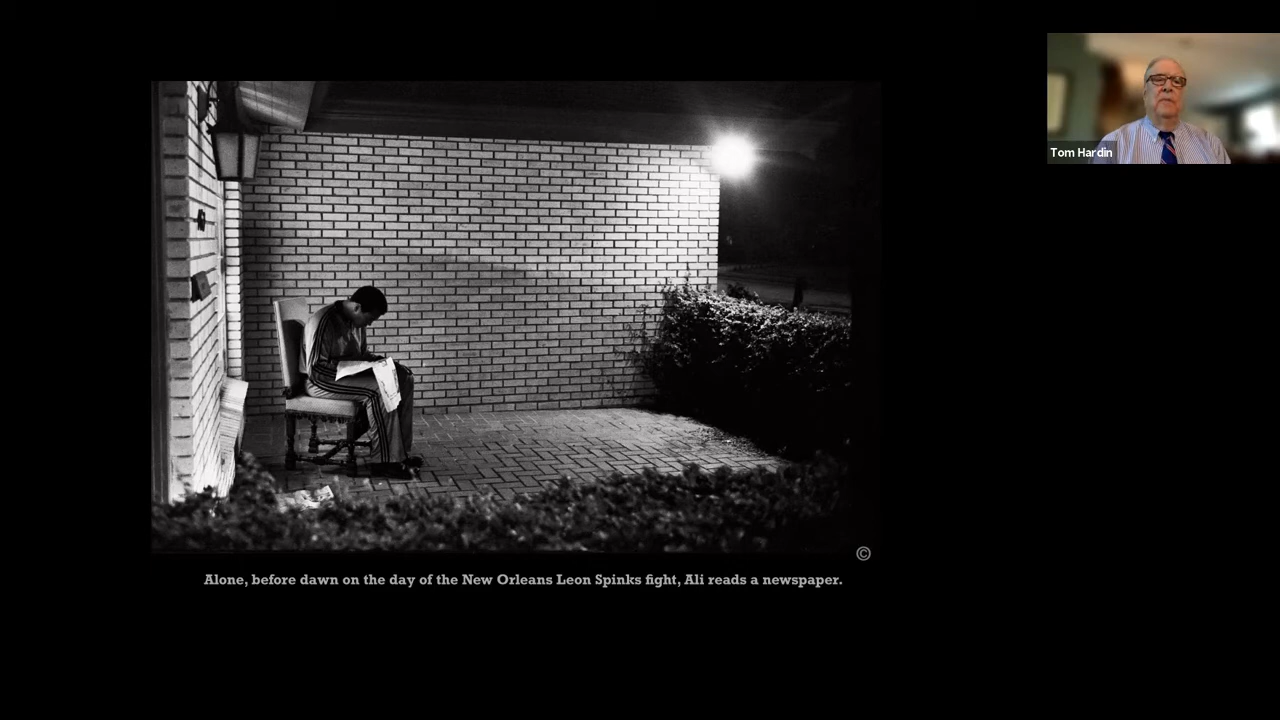 Tom Hardin
©
Alone, before dawn on the day of the New Orleans Leon Spinks fight, Ali reads a newspaper.